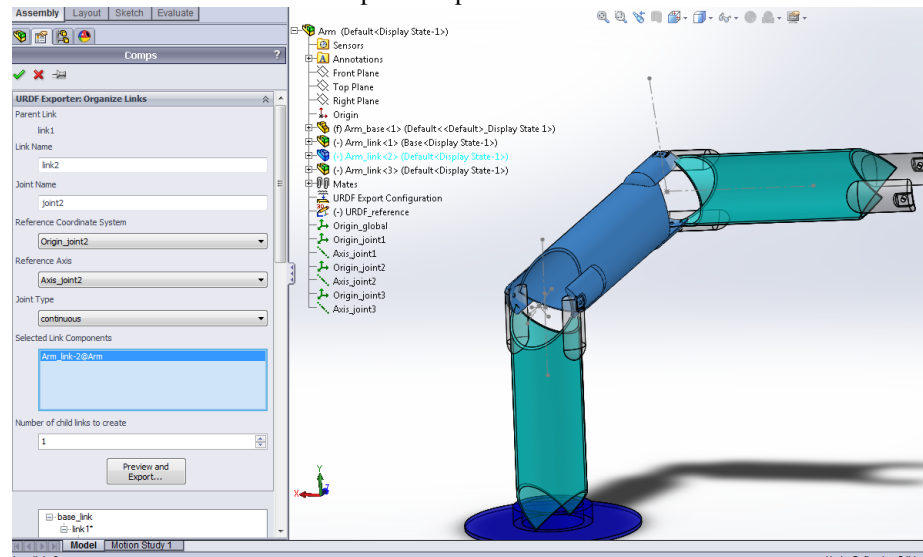 Assembly Layout Sketch Evaluate
Comps ?
URDF Exporter: Organize Links
Parent Link
link1
Link Name
link2
Joint Name
joint2
Reference Coordinate System
Origin_joint2
Reference Axis
Axis_joint2
Joint Type
continuous
Selected Link Components
Arm_link-2@Arm
Number of child links to create
1
Preview and
Export...
base_link
link1*
Model Motion Study 1
Arm (Default<Display State-1>)
Sensors
A Annotations
Front Plane
Top Plane
Right Plane
Origin
(f) Arm_base<1> (Default<<Default>_Display State 1>)
(-) Arm_link<1> (Base<Display State-1>)
(-) Arm_link<2> (Default<Display State-1>)
(-) Arm_link<3> (Default<Display State-1>)
Mates
URDF Export Configuration
(-) URDF_reference
Origin_global
Origin_joint1
Axis_joint1
Origin_joint2
Axis_joint2
Origin_joint3
Axis_joint3
Y
X Z